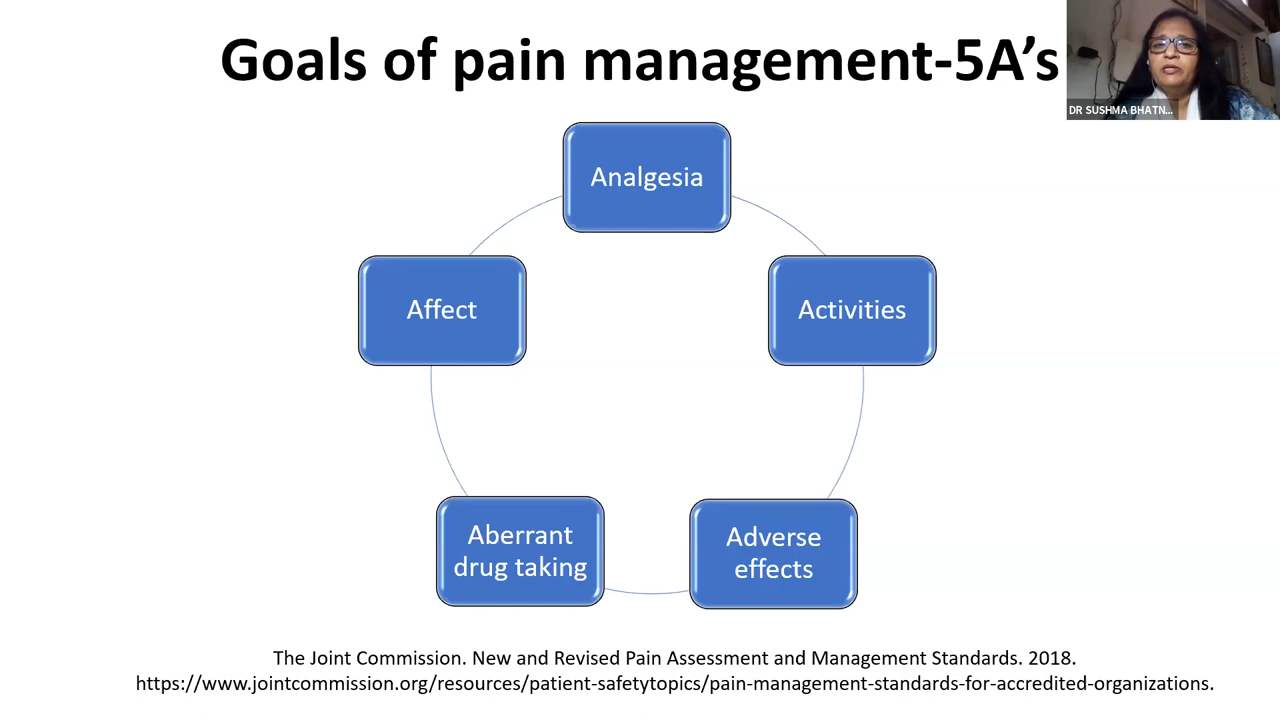 Goals of pain management-5A’s
DR SUSHMA BHATN...
Analgesia
Affect
Activities
Aberrant
drug taking
Adverse
effects
The Joint Commission. New and Revised Pain Assessment and Management Standards. 2018.
https://www.jointcommission.org/resources/patient-safetytopics/pain-management-standards-for-accredited-organizations.